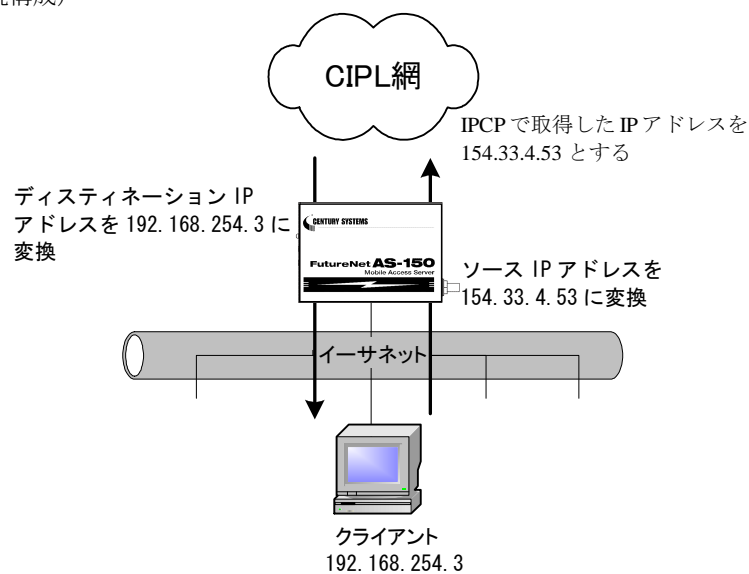 CIPL網
IPCP で取得した IP アドレスを
154.33.4.53 とする
ディスティネーション IP
アドレスを 192.168.254.3 に
変換
CENTURY SYSTEMS
FutureNet AS-150
Mobile Access Server
ソース IP アドレスを
154.33.4.53 に変換
イーサネット
クライアント
192.168.254.3